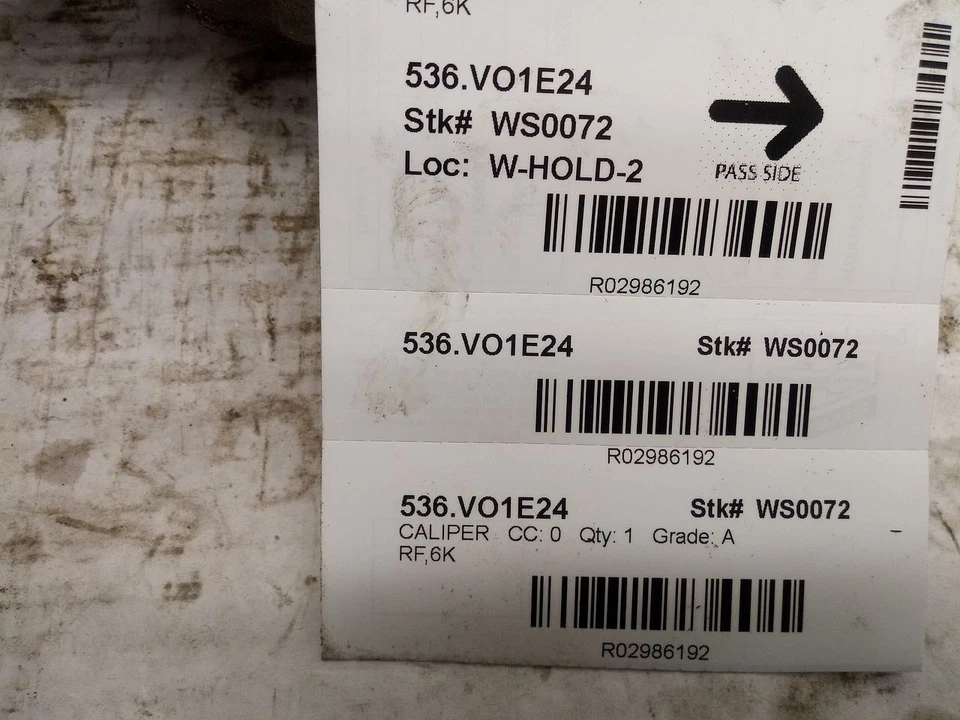 RF,6K
536.VO1E24
Stk# WS0072
Loc: W-HOLD-2
PASS SIDE
R02986192
536.VO1E24 Stk# WS0072
R02986192
536.VO1E24 Stk# WS0072
CALIPER CC: 0 Qty: 1 Grade: A
RF,6K
R02986192